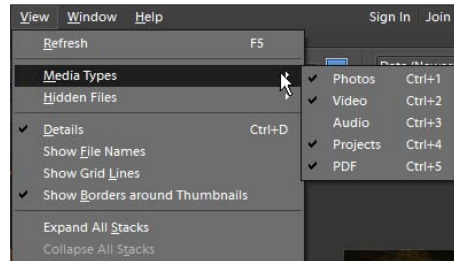 View Window Help Sign In Join
Refresh F5
Media Types
Hidden Files
Details Ctrl+D
Show File Names
Show Grid Lines
Show Borders around Thumbnails
Expand All Stacks
Collapse All Stacks
Photos Ctrl+1
Video Ctrl+2
Audio Ctrl+3
Projects Ctrl+4
PDF Ctrl+5